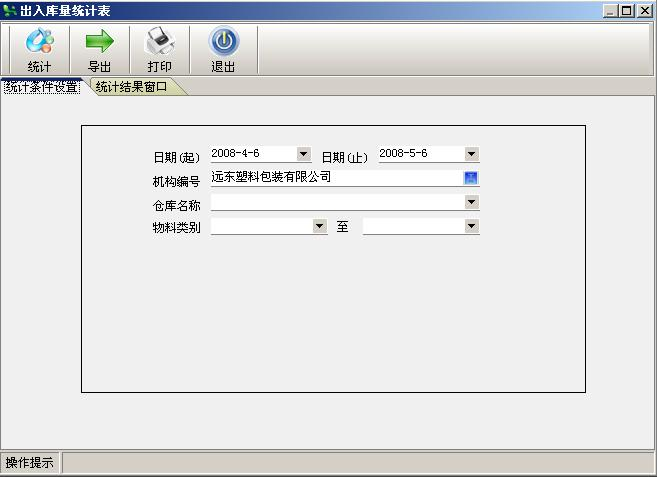 出入库量统计表
统计 导出 打印 退出
统计条件设置 统计结果窗口
日期(起) 2008-4-6 日期(止) 2008-5-6
机构编号 远东塑料包装有限公司
仓库名称
物料类别 至
操作提示